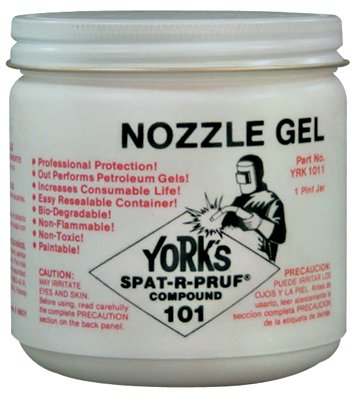 NOZZLE GEL
• Professional Protection!
• Out Performs Petroleum Gels!
• Increases Consumable Life!
• Easy Resealable Container!
• Bio-Degradable!
• Non-Flammable!
• Non-Toxic!
• Paintable!
Part No.
YRK 1011
1 Pint Jar
YORK'S
SPAT-R-PRUF®
COMPOUND
101
CAUTION:
MAY IRRITATE
EYES AND SKIN.
Before using, read carefully
the complete PRECAUTION
section on the back panel.
PRECAUCION:
PUEDE IRRITAR LOS
OJOS Y LA PIEL. Antes de
usarlo, leer atentamente la
seccion completa PRECAUCION
de la etiqueta de detrás.